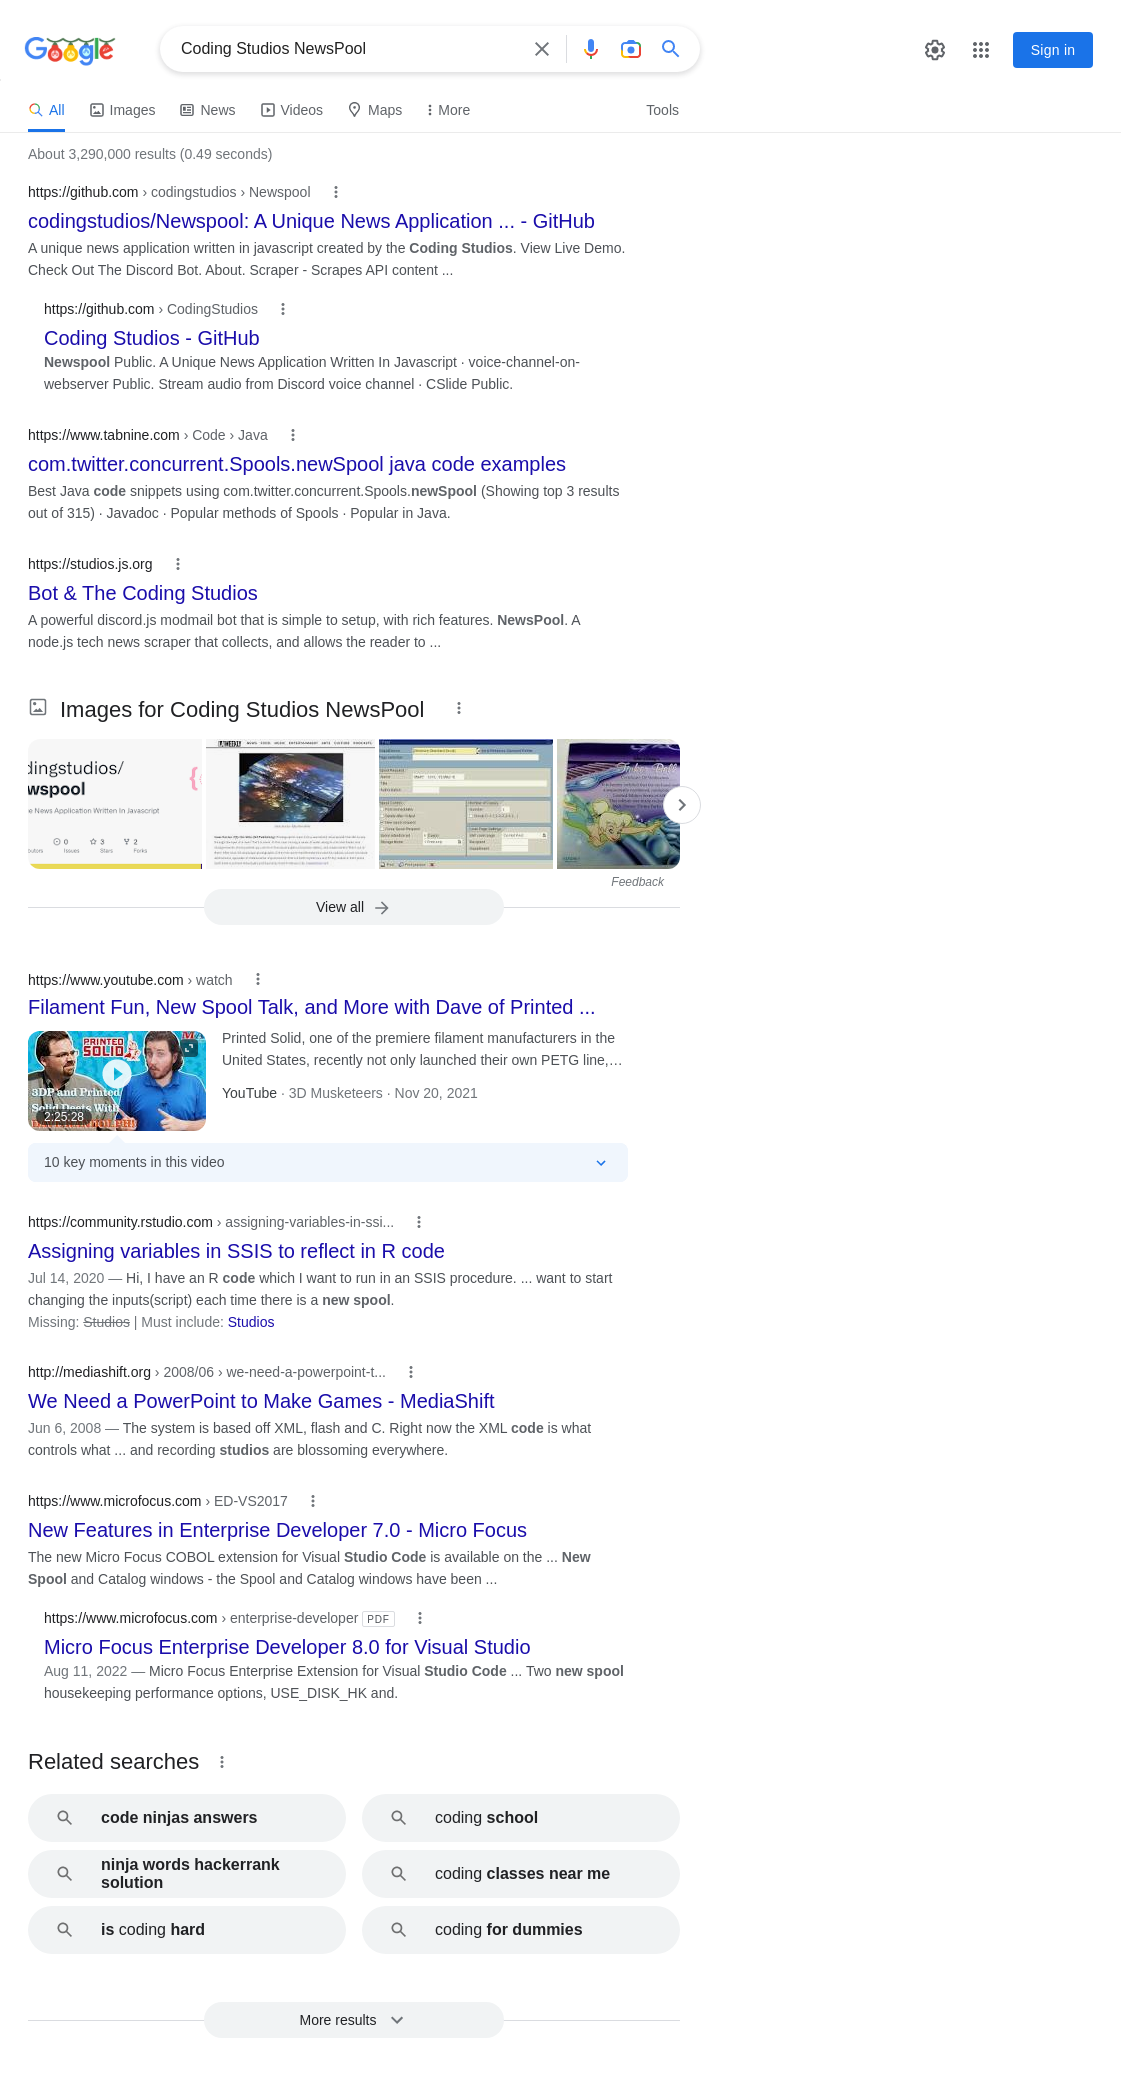 Google
Coding Studios NewsPool
Sign in
All
Images
News
Videos
Maps
More
Tools
About 3,290,000 results (0.49 seconds)
https://github.com › codingstudios › Newspool
codingstudios/Newspool: A Unique News Application ... - GitHub
A unique news application written in javascript created by the Coding Studios. View Live Demo.
Check Out The Discord Bot. About. Scraper - Scrapes API content ...
https://github.com › CodingStudios
Coding Studios - GitHub
Newspool Public. A Unique News Application Written In Javascript · voice-channel-on-
webserver Public. Stream audio from Discord voice channel · CSlide Public.
https://www.tabnine.com › Code › Java
com.twitter.concurrent.Spools.newSpool java code examples
Best Java code snippets using com.twitter.concurrent.Spools.newSpool (Showing top 3 results
out of 315) · Javadoc · Popular methods of Spools · Popular in Java.
https://studios.js.org
Bot & The Coding Studios
A powerful discord.js modmail bot that is simple to setup, with rich features. NewsPool. A
node.js tech news scraper that collects, and allows the reader to ...
Images for Coding Studios NewsPool
dingstudios/
wspool
e News Application Written In Javascript
0
3
2
Issues
Stars
Forks
Tinker Bell
Feedback
View all
https://www.youtube.com › watch
Filament Fun, New Spool Talk, and More with Dave of Printed ...
PRINTED
SOLID
3DP and Printed
Solid Deets With
2:25:28
Printed Solid, one of the premiere filament manufacturers in the
United States, recently not only launched their own PETG line,…
YouTube · 3D Musketeers · Nov 20, 2021
10 key moments in this video
https://community.rstudio.com › assigning-variables-in-ssi...
Assigning variables in SSIS to reflect in R code
Jul 14, 2020 — Hi, I have an R code which I want to run in an SSIS procedure. ... want to start
changing the inputs(script) each time there is a new spool.
Missing: Studios | Must include: Studios
http://mediashift.org › 2008/06 › we-need-a-powerpoint-t...
We Need a PowerPoint to Make Games - MediaShift
Jun 6, 2008 — The system is based off XML, flash and C. Right now the XML code is what
controls what ... and recording studios are blossoming everywhere.
https://www.microfocus.com › ED-VS2017
New Features in Enterprise Developer 7.0 - Micro Focus
The new Micro Focus COBOL extension for Visual Studio Code is available on the ... New
Spool and Catalog windows - the Spool and Catalog windows have been ...
https://www.microfocus.com › enterprise-developer PDF
Micro Focus Enterprise Developer 8.0 for Visual Studio
Aug 11, 2022 — Micro Focus Enterprise Extension for Visual Studio Code ... Two new spool
housekeeping performance options, USE_DISK_HK and.
Related searches
code ninjas answers
coding school
ninja words hackerrank
solution
coding classes near me
is coding hard
coding for dummies
More results